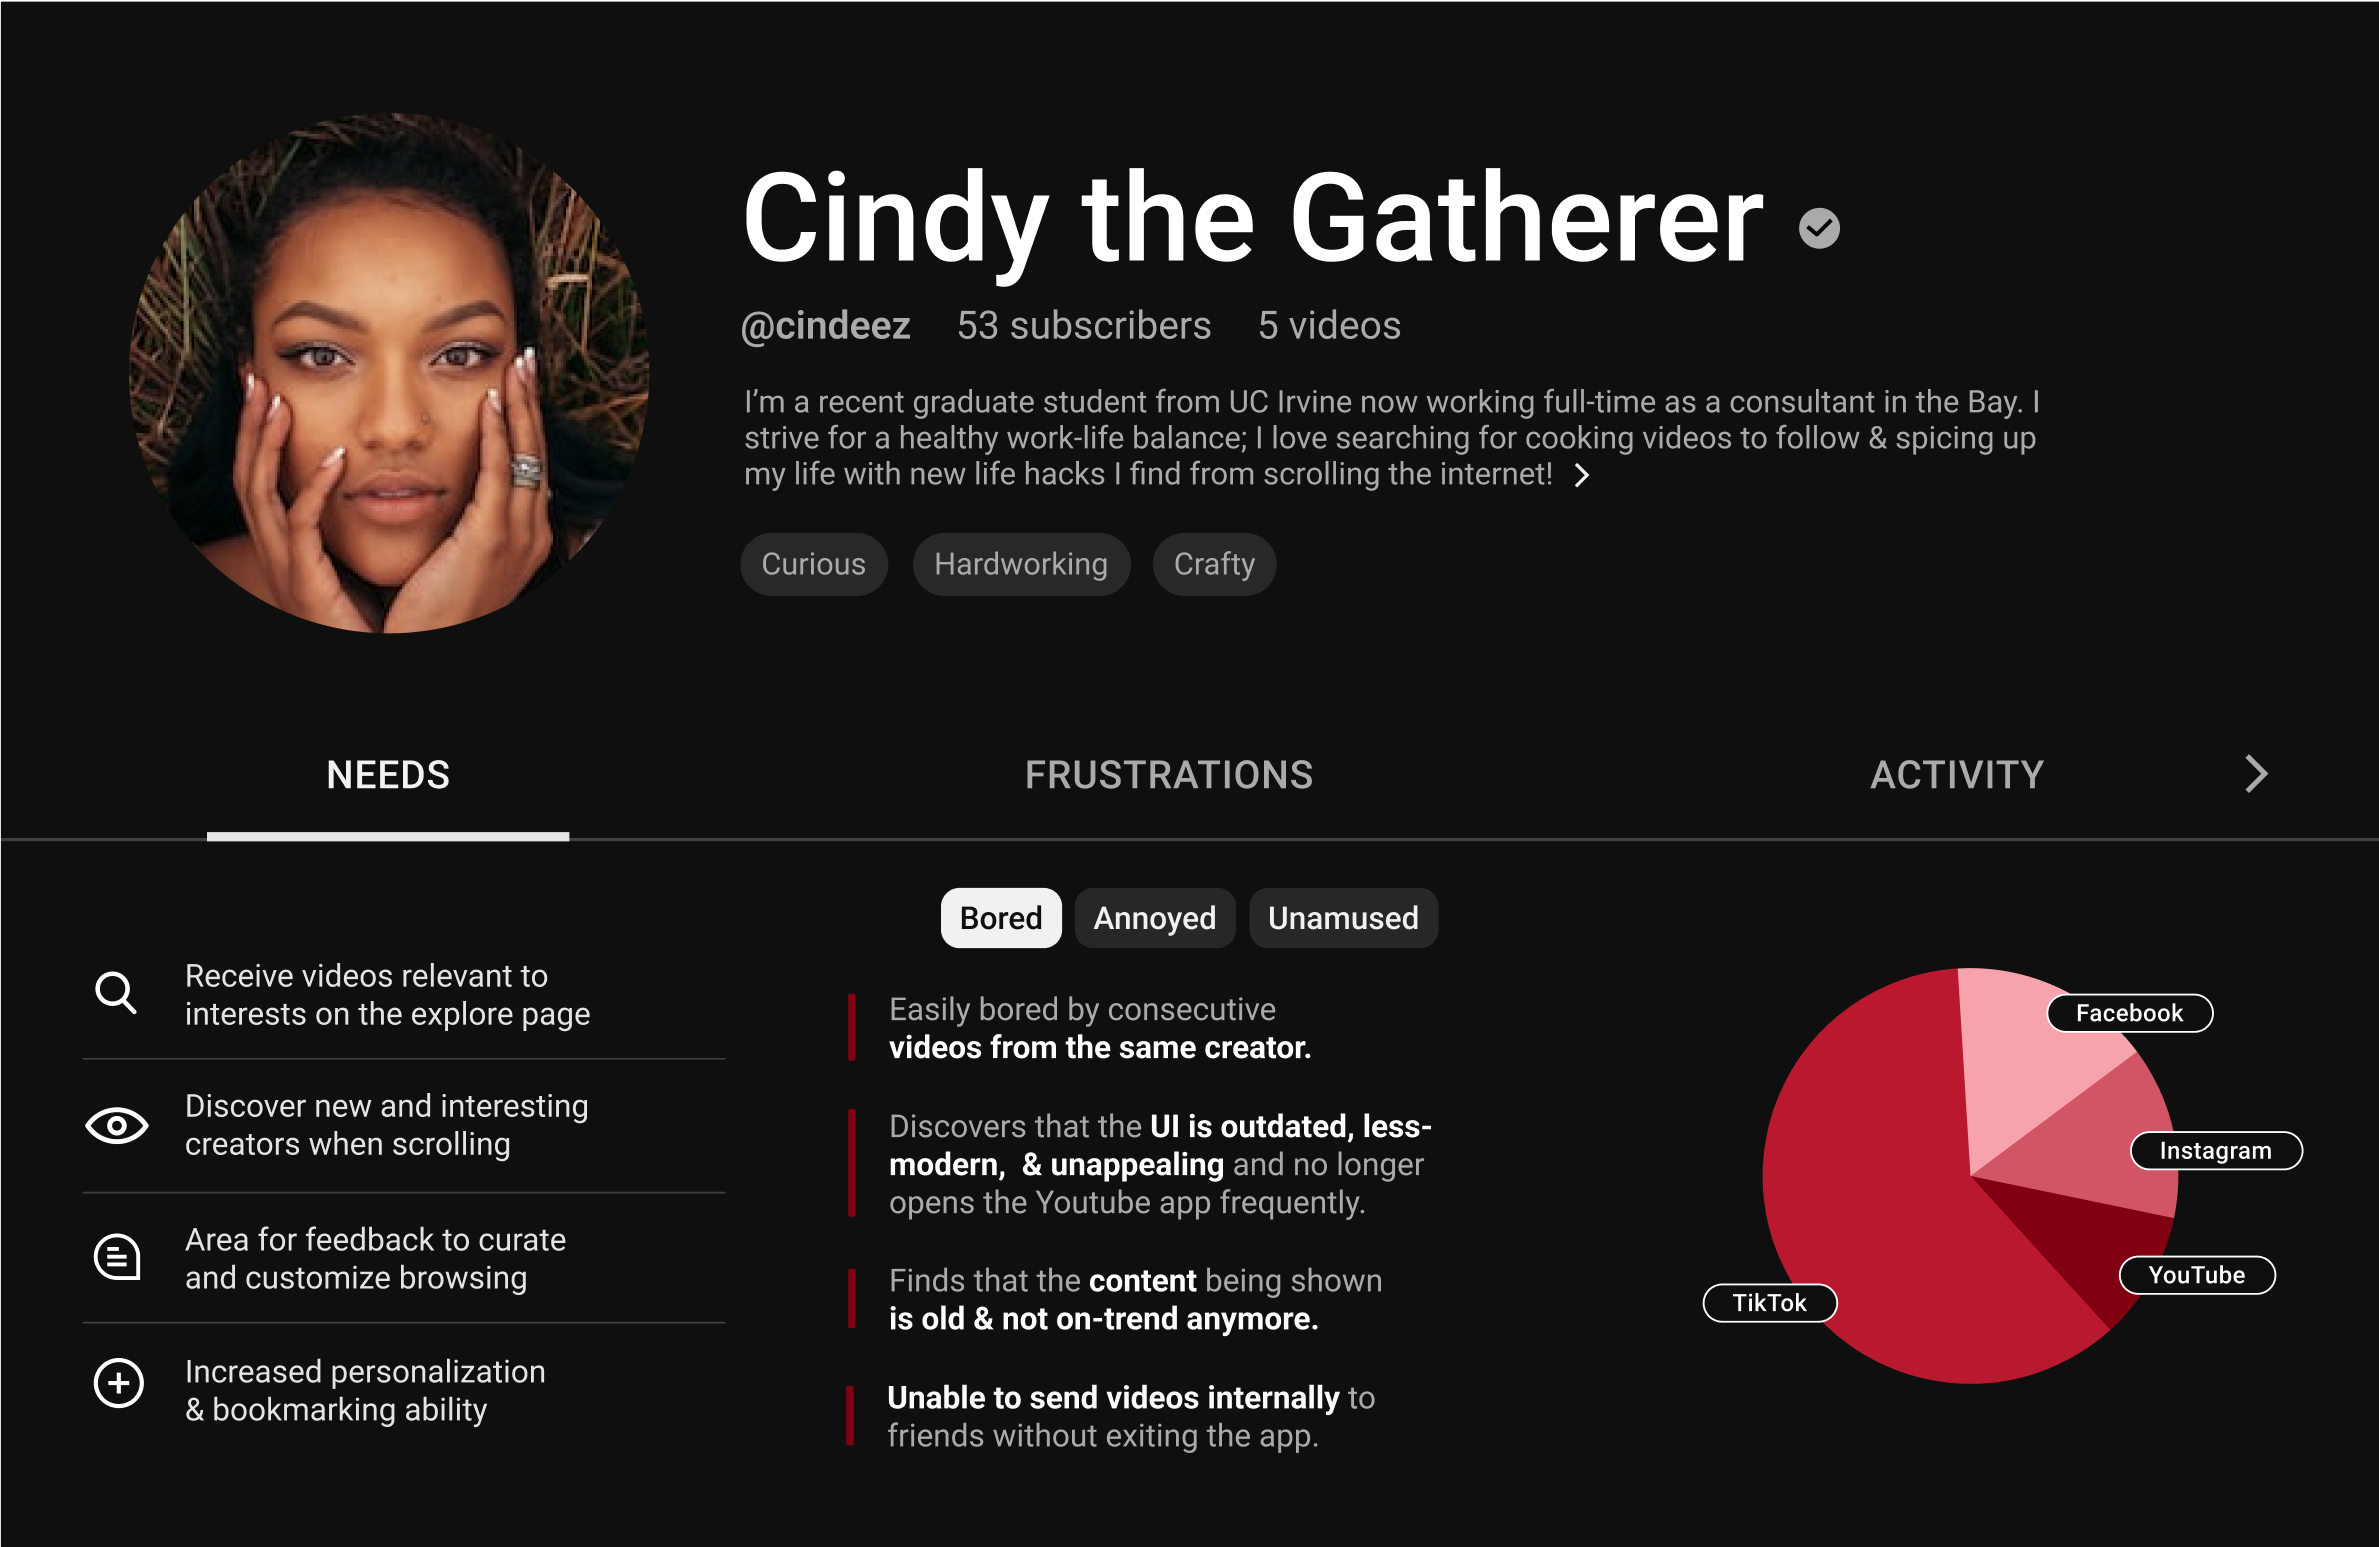 Cindy the Gatherer
@cindeez 53 subscribers 5 videos
I’m a recent graduate student from UC Irvine now working full-time as a consultant in the Bay. I
strive for a healthy work-life balance; I love searching for cooking videos to follow & spicing up
my life with new life hacks I find from scrolling the internet!
Curious Hardworking Crafty
NEEDS FRUSTRATIONS ACTIVITY
Receive videos relevant to
interests on the explore page
Discover new and interesting
creators when scrolling
Area for feedback to curate
and customize browsing
Increased personalization
& bookmarking ability
Bored Annoyed Unamused
Easily bored by consecutive
videos from the same creator.
Discovers that the UI is outdated, less-
modern,  & unappealing and no longer
opens the Youtube app frequently.
Finds that the content being shown
is old & not on-trend anymore.
Unable to send videos internally to
friends without exiting the app.
Facebook
Instagram
YouTube
TikTok